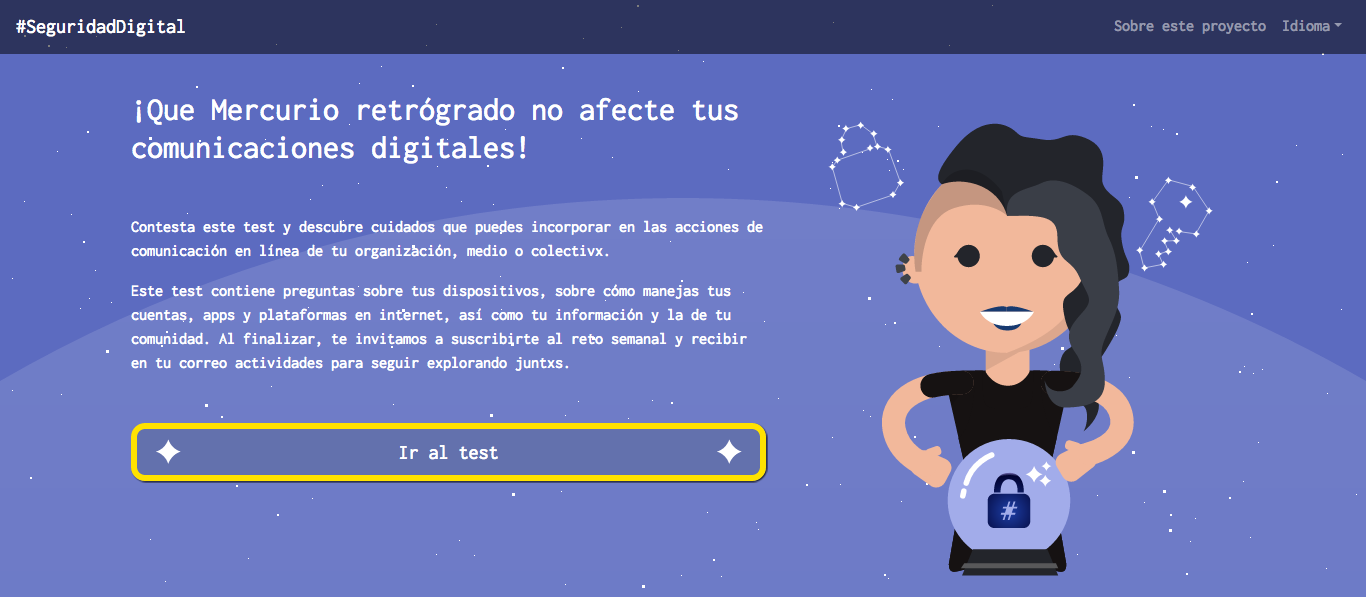 #SeguridadDigital
Sobre este proyecto
Idioma
¡Que Mercurio retrógrado no afecte tus
comunicaciones digitales!
Contesta este test y descubre cuidados que puedes incorporar en las acciones de
comunicación en línea de tu organización, medio o colectivx.
Este test contiene preguntas sobre tus dispositivos, sobre cómo manejas tus
cuentas, apps y plataformas en internet, así como tu información y la de tu
comunidad. Al finalizar, te invitamos a suscribirte al reto semanal y recibir
en tu correo actividades para seguir explorando juntxs.
Ir al test
#